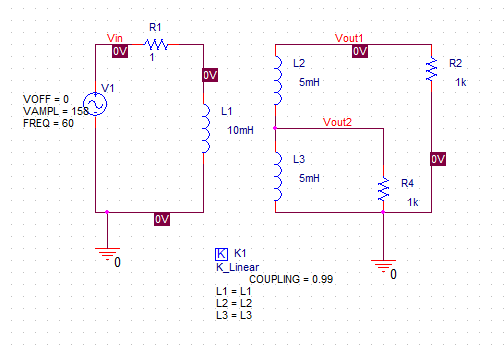 R1
Vin
0V
1
Vout1
0V
0V
L2
5mH
R2
1k
V1
VOFF = 0
VAMPL = 158
FREQ = 60
L1
10mH
Vout2
L3
5mH
0V
R4
1k
0V
0
0
K K1
K_Linear
COUPLING = 0.99
L1 = L1
L2 = L2
L3 = L3